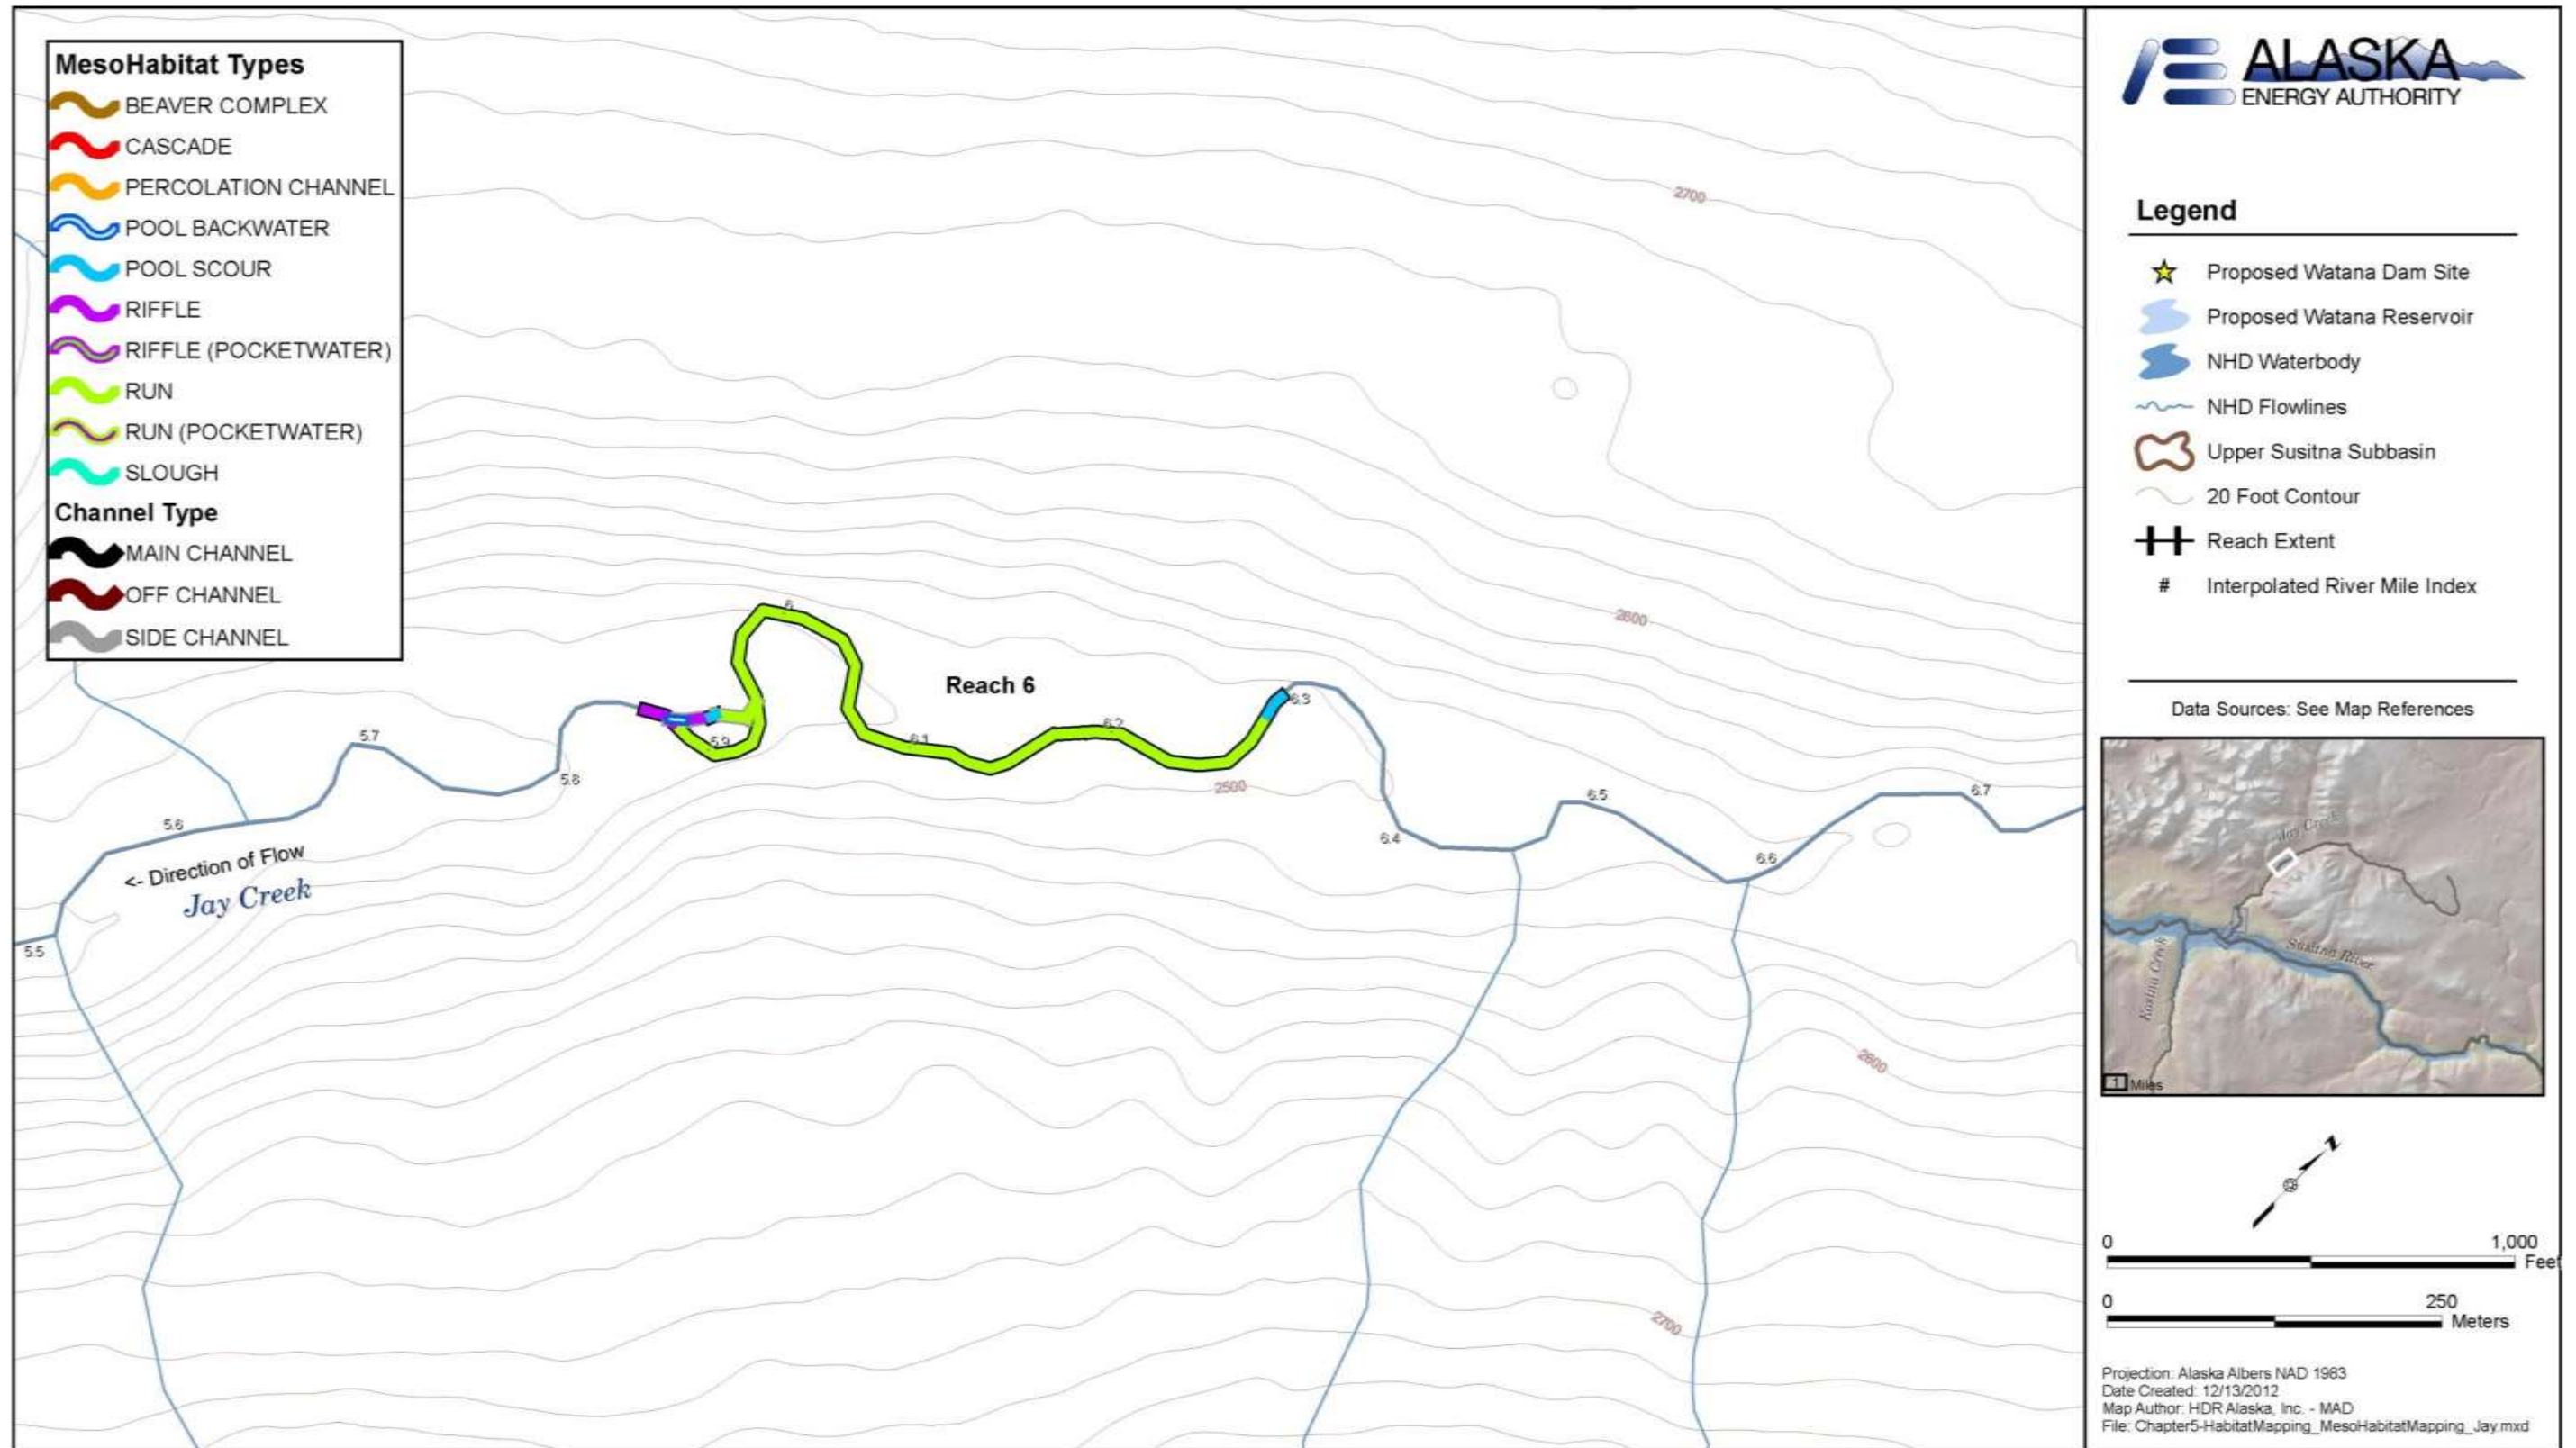 MesoHabitat Types
BEAVER COMPLEX
CASCADE
PERCOLATION CHANNEL
POOL BACKWATER
POOL SCOUR
RIFFLE
RIFFLE (POCKETWATER)
RUN
RUN (POCKETWATER)
SLOUGH
Channel Type
MAIN CHANNEL
OFF CHANNEL
SIDE CHANNEL
2700
2600
6
Reach 6
6.3
5.9
6.1
6.2
5.7
5.8
2500
6.5
6.7
5.6
6.4
6.6
<- Direction of Flow
Jay Creek
5.5
2600
2700
ALASKA
ENERGY AUTHORITY
Legend
Proposed Watana Dam Site
Proposed Watana Reservoir
NHD Waterbody
NHD Flowlines
Upper Susitna Subbasin
20 Foot Contour
Reach Extent
# Interpolated River Mile Index
Data Sources: See Map References
Jay Creek
Susitna River
Kosina Creek
1 Miles
N
0 1,000
Feet
0 250
Meters
Projection: Alaska Albers NAD 1983
Date Created: 12/13/2012
Map Author: HDR Alaska, Inc. - MAD
File: Chapter5-HabitatMapping_MesoHabitatMapping_Jay.mxd